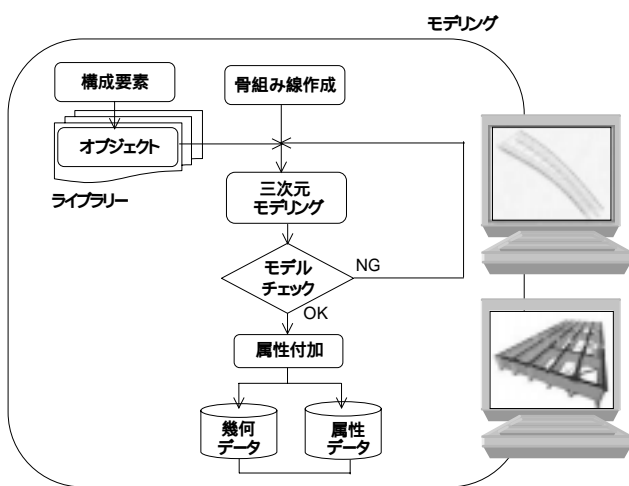 モデリング
構成要素
骨組み線作成
オブジェクト
ライブラリー
三次元
モデリング
モデル
チェック
NG
OK
属性付加
幾何
データ
属性
データ